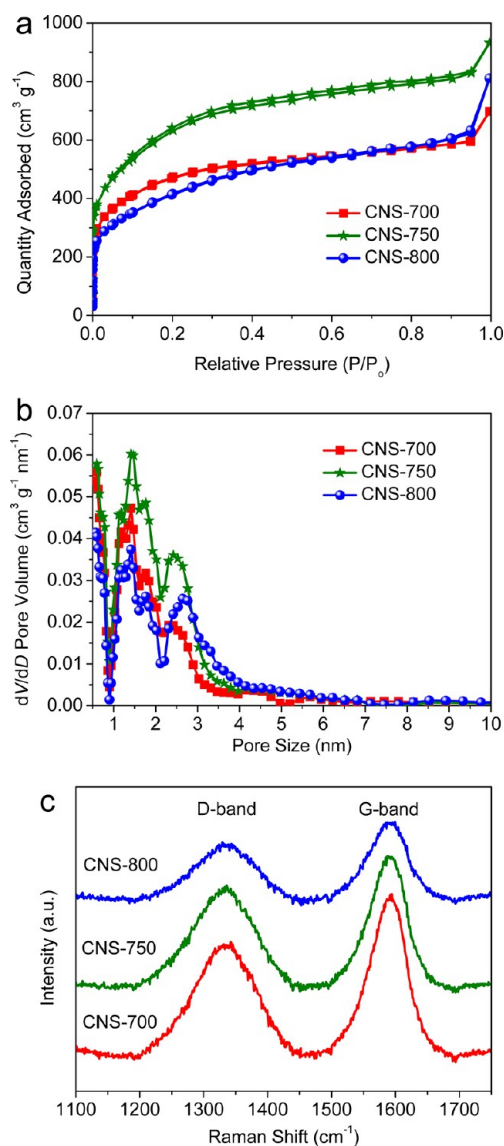 a
1000
800
600
400
200
0
Quantity Adsorbed (cm³ g⁻¹)
CNS-700
CNS-750
CNS-800
0.0 0.2 0.4 0.6 0.8 1.0
Relative Pressure (P/Pₒ)
b
0.07
0.06
0.05
0.04
0.03
0.02
0.01
0.00
dV/dD Pore Volume (cm³ g⁻¹ nm⁻¹)
CNS-700
CNS-750
CNS-800
1 2 3 4 5 6 7 8 9 10
Pore Size (nm)
c
D-band G-band
CNS-800
CNS-750
CNS-700
Intensity (a.u.)
1100 1200 1300 1400 1500 1600 1700
Raman Shift (cm⁻¹)